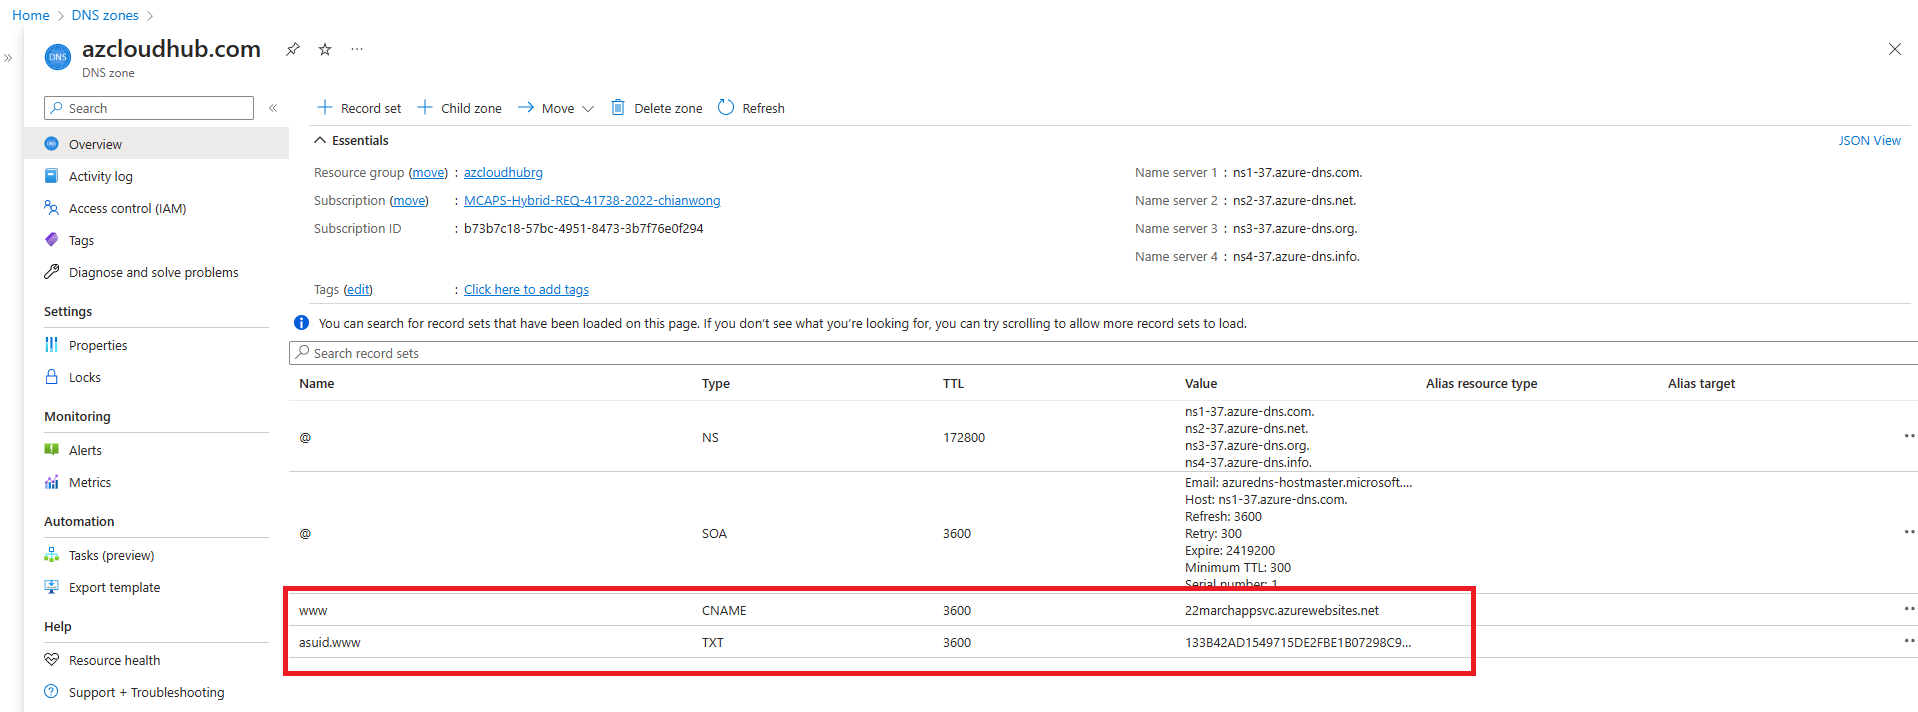 Home > DNS zones >
azcloudhub.com
DNS
DNS zone
Search
Overview
Activity log
Access control (IAM)
Tags
Diagnose and solve problems
Settings
Properties
Locks
Monitoring
Alerts
Metrics
Automation
Tasks (preview)
Export template
Help
Resource health
Support + Troubleshooting
Record set Child zone Move Delete zone Refresh
Essentials
JSON View
Resource group (move) : azcloudhubrg
Subscription (move) : MCAPS-Hybrid-REQ-41738-2022-chianwong
Subscription ID : b73b7c18-57bc-4951-8473-3b7f76e0f294
Name server 1 : ns1-37.azure-dns.com.
Name server 2 : ns2-37.azure-dns.net.
Name server 3 : ns3-37.azure-dns.org.
Name server 4 : ns4-37.azure-dns.info.
Tags (edit) : Click here to add tags
You can search for record sets that have been loaded on this page. If you don't see what you're looking for, you can try scrolling to allow more record sets to load.
Search record sets
Name Type TTL Value Alias resource type Alias target
@ NS 172800
ns1-37.azure-dns.com.
ns2-37.azure-dns.net.
ns3-37.azure-dns.org.
ns4-37.azure-dns.info.
@ SOA 3600
Email: azuredns-hostmaster.microsoft....
Host: ns1-37.azure-dns.com.
Refresh: 3600
Retry: 300
Expire: 2419200
Minimum TTL: 300
Serial number: 1
www CNAME 3600 22marchappsvc.azurewebsites.net
asuid.www TXT 3600 133B42AD1549715DE2FBE1B07298C9...